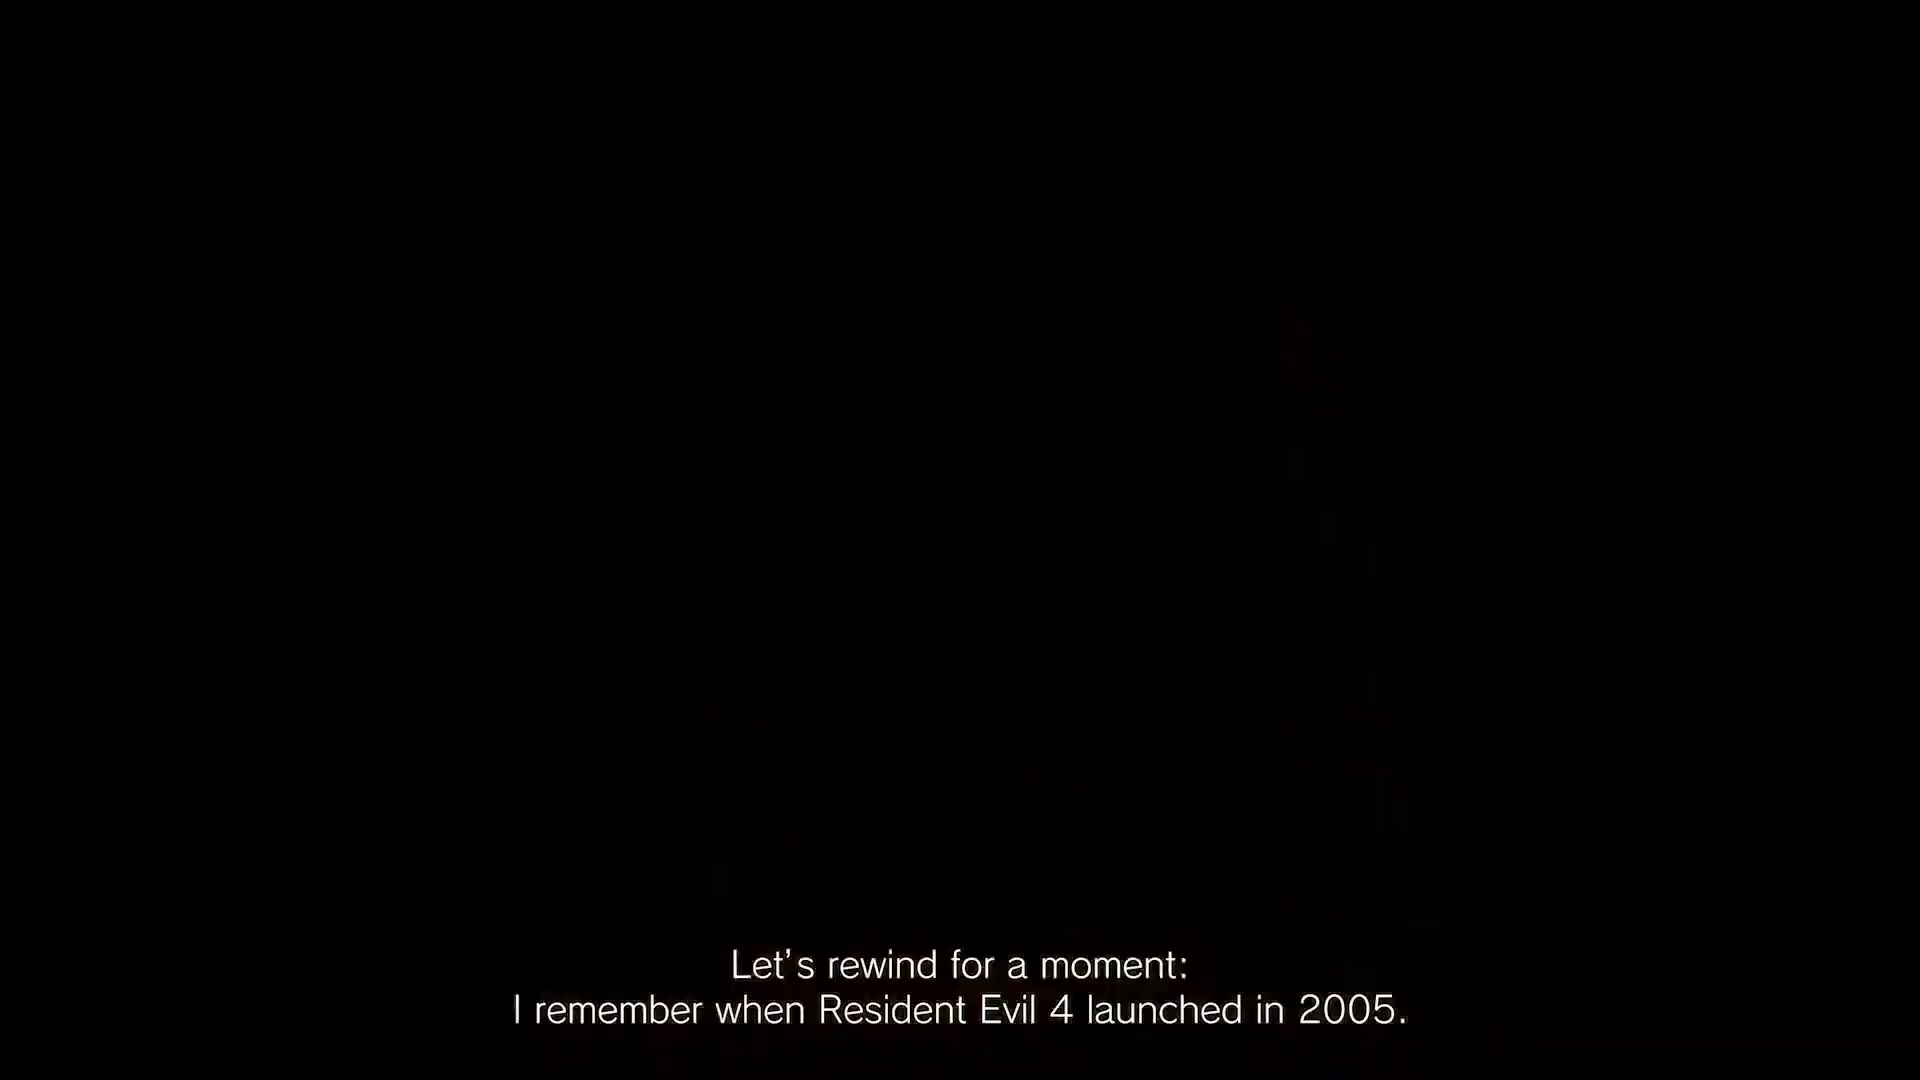 Let’s rewind for a moment:
I remember when Resident Evil 4 launched in 2005.